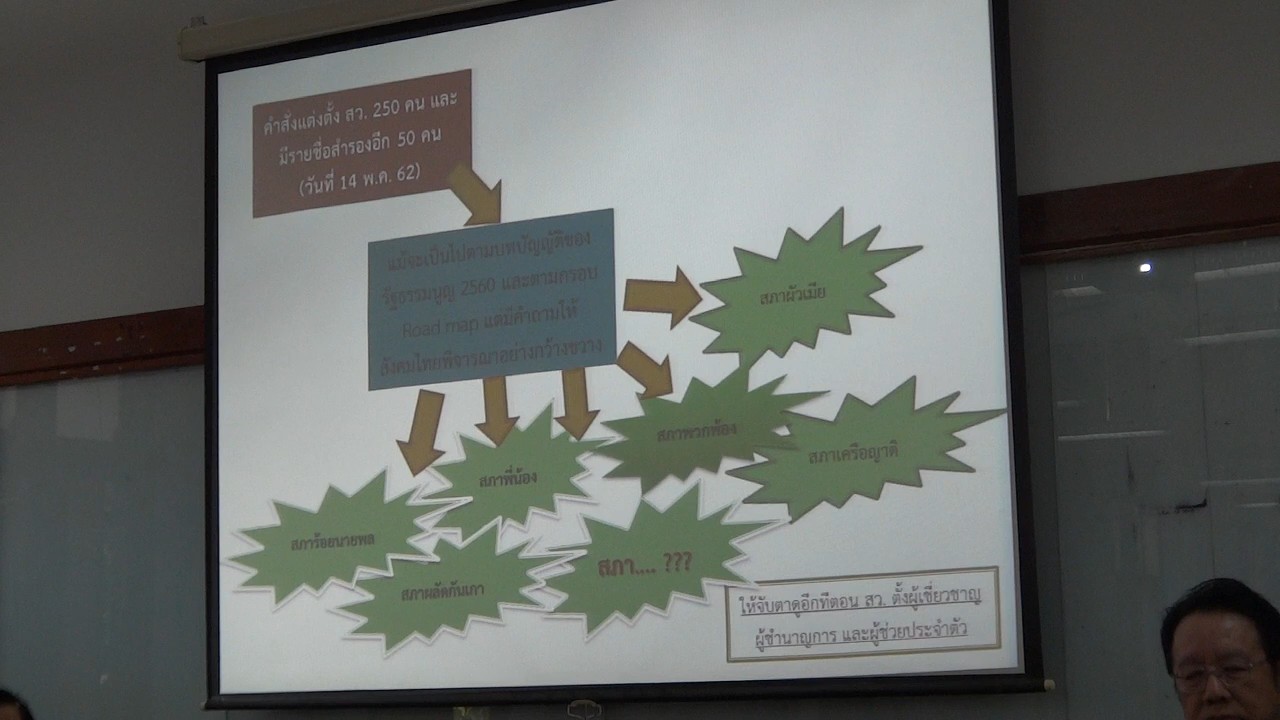 คำสั่งแต่งตั้ง สว. 250 คน และ
มีรายชื่อสำรองอีก 50 คน
(วันที่ 14 พ.ค. 62)
แม้จะเป็นไปตามบทบัญญัติของ
รัฐธรรมนูญ 2560 และตามกรอบ
Road map แต่มีคำถามให้
สังคมไทยพิจารณาอย่างกว้างขวาง
สภาผัวเมีย
สภาพวกพ้อง
สภาเครือญาติ
สภาพี่น้อง
สภาร้อยนายพล
สภา.... ???
สภาผลัดกันเกา
ให้จับตาดูอีกทีตอน สว. ตั้งผู้เชี่ยวชาญ
ผู้ชำนาญการ และผู้ช่วยประจำตัว